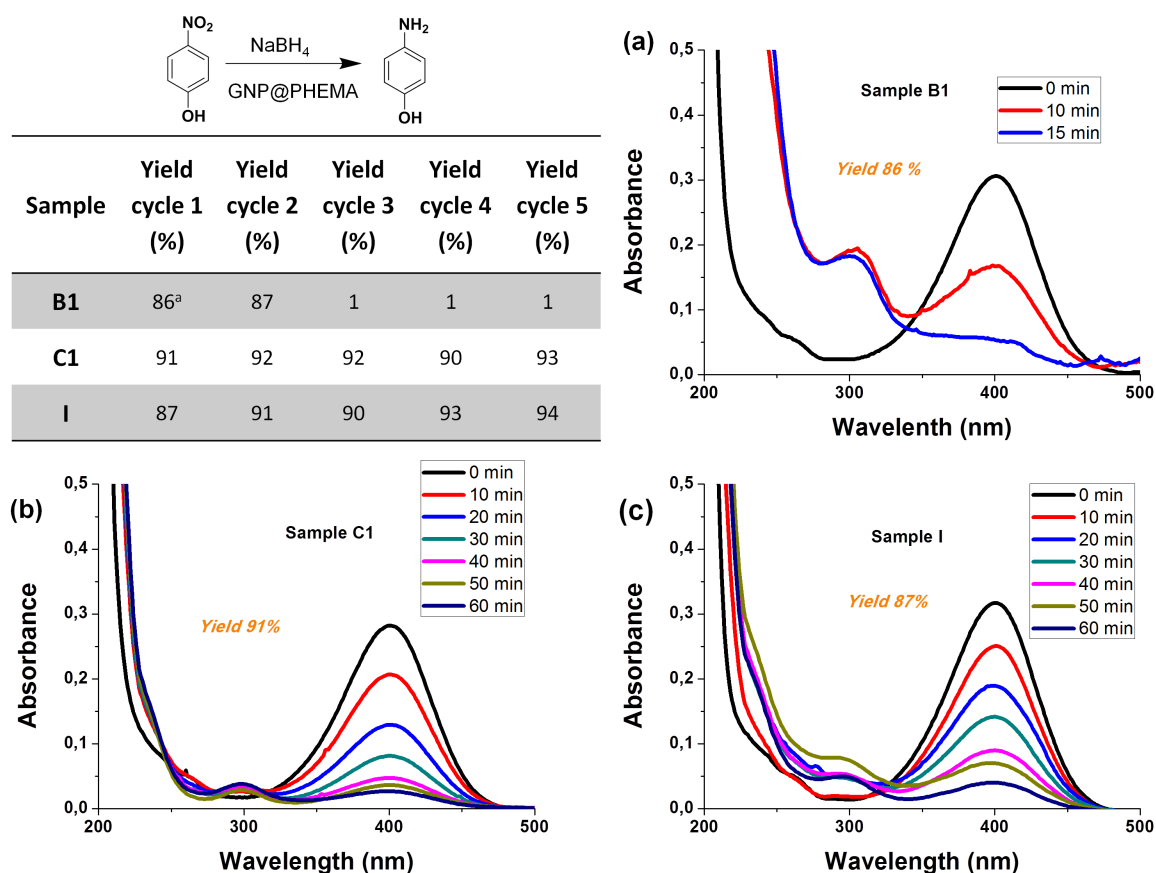 NO₂
NH₂
NaBH₄
GNP@PHEMA
OH
OH
Sample Yield cycle 1 (%) Yield cycle 2 (%) Yield cycle 3 (%) Yield cycle 4 (%) Yield cycle 5 (%)
B1 86ᵃ 87 1 1 1
C1 91 92 92 90 93
I 87 91 90 93 94
(a)
Sample B1
0 min
10 min
15 min
Yield 86 %
Absorbance
0,5
0,4
0,3
0,2
0,1
0,0
200 300 400 500
Wavelenth (nm)
(b)
Sample C1
0 min
10 min
20 min
30 min
40 min
50 min
60 min
Yield 91%
Absorbance
0,5
0,4
0,3
0,2
0,1
0,0
200 300 400 500
Wavelength (nm)
(c)
Sample I
0 min
10 min
20 min
30 min
40 min
50 min
60 min
Yield 87%
Absorbance
0,5
0,4
0,3
0,2
0,1
0,0
200 300 400 500
Wavelength (nm)